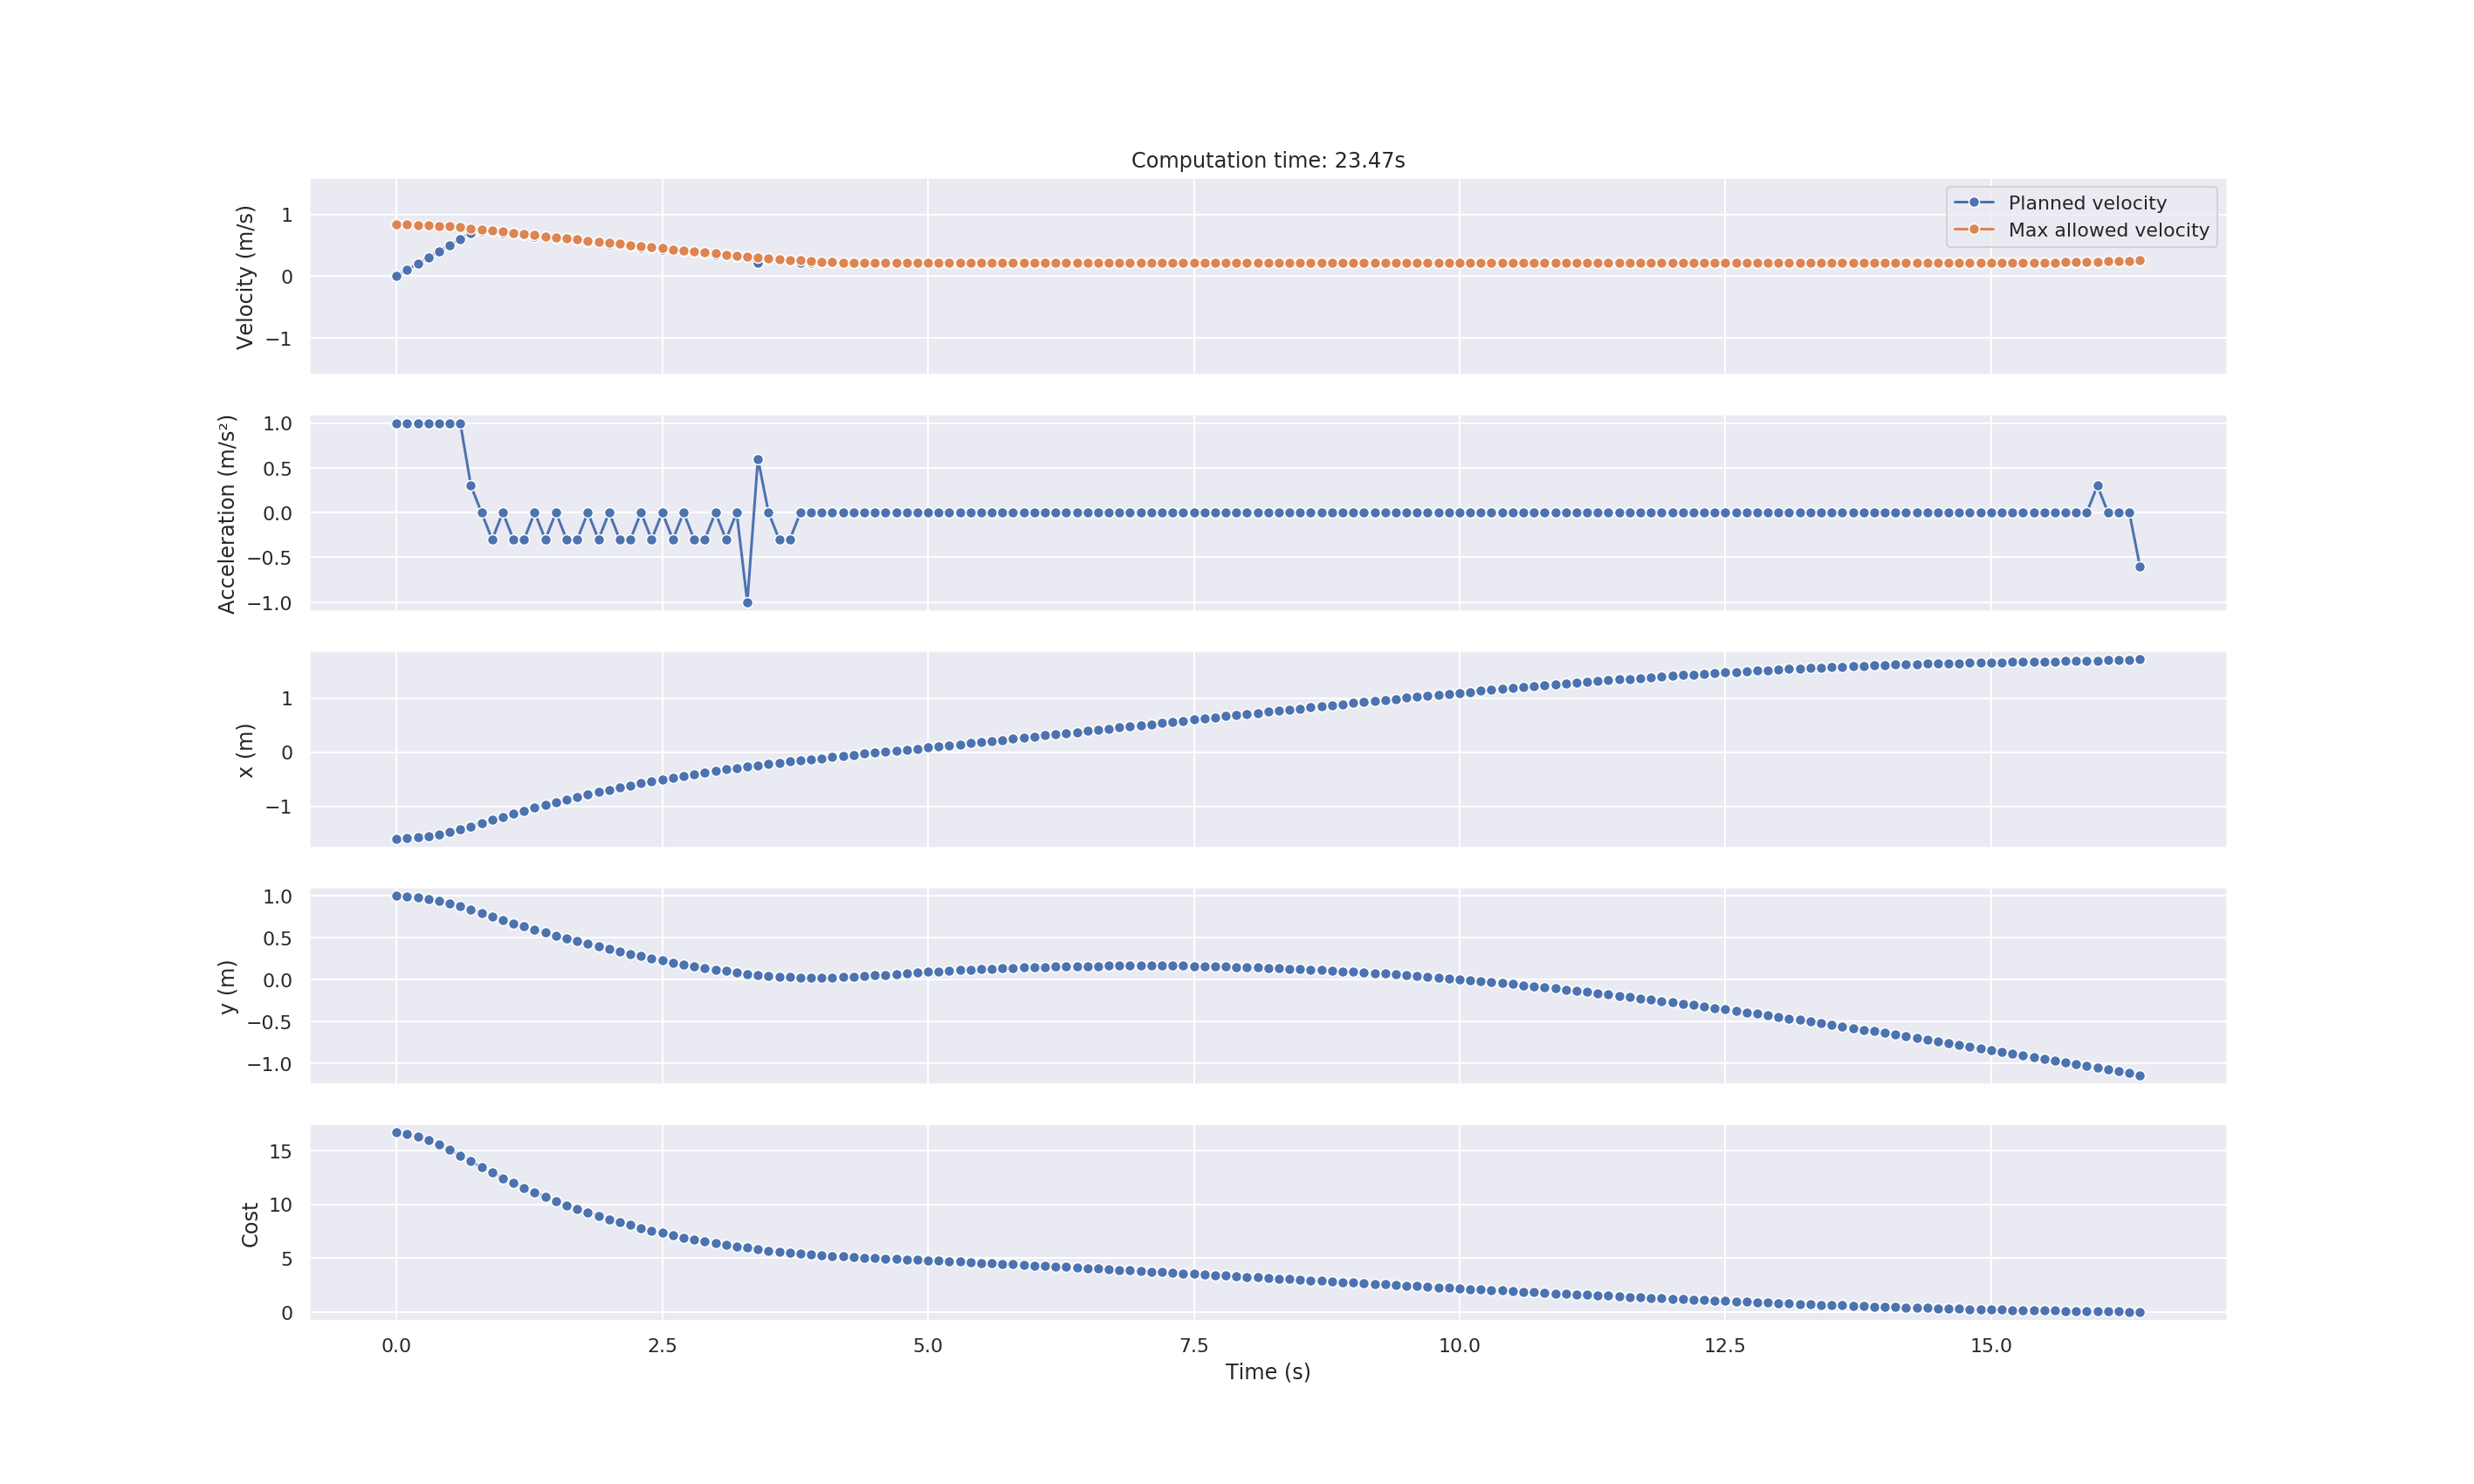 Computation time: 23.47s
Velocity (m/s)
1
0
−1
Planned velocity
Max allowed velocity
Acceleration (m/s²)
1.0
0.5
0.0
−0.5
−1.0
x (m)
1
0
−1
y (m)
1.0
0.5
0.0
−0.5
−1.0
Cost
15
10
5
0
0.0 2.5 5.0 7.5 10.0 12.5 15.0
Time (s)